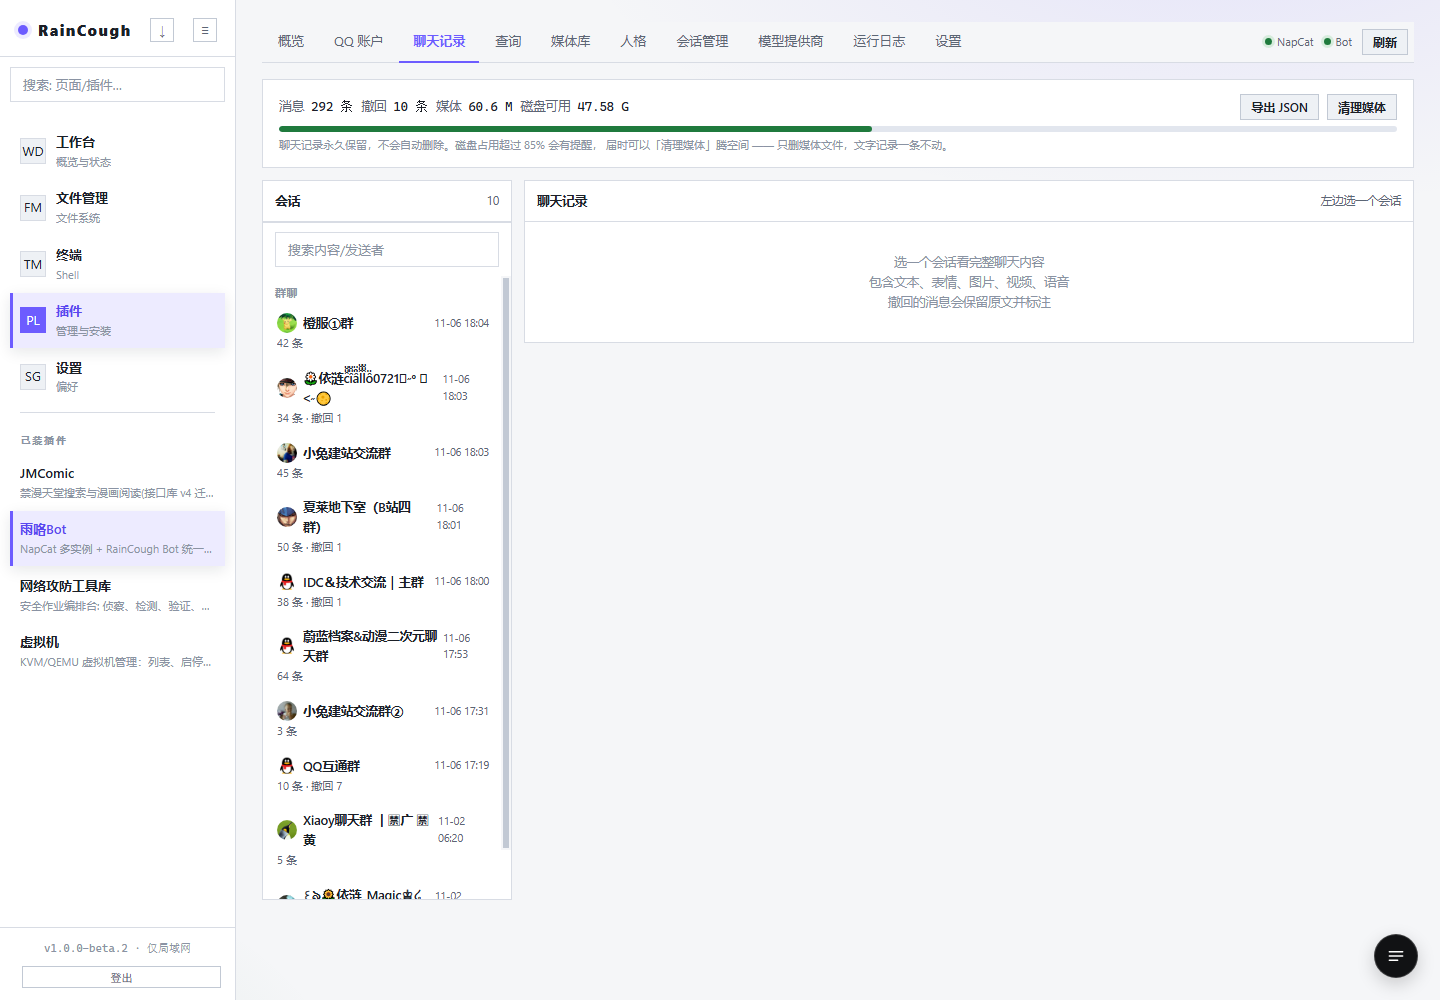 RainCough
搜索: 页面/插件...
WD
工作台
概览与状态
FM
文件管理
文件系统
TM
终端
Shell
PL
插件
管理与安装
SG
设置
偏好
已装插件
JMComic
禁漫天堂搜索与漫画阅读(接口库 v4 迁...
雨咯Bot
NapCat 多实例 + RainCough Bot 统一...
网络攻防工具库
安全作业编排台: 侦察、检测、验证、...
虚拟机
KVM/QEMU 虚拟机管理：列表、启停...
v1.0.0-beta.2 · 仅局域网
登出
概览 QQ 账户 聊天记录 查询 媒体库 人格 会话管理 模型提供商 运行日志 设置
NapCat Bot 刷新
消息 292 条 撤回 10 条 媒体 60.6 M 磁盘可用 47.58 G
导出 JSON 清理媒体
聊天记录永久保留，不会自动删除。磁盘占用超过 85% 会有提醒， 届时可以「清理媒体」腾空间 —— 只删媒体文件，文字记录一条不动。
会话 10
搜索内容/发送者
群聊
橙服①群 11-06 18:04
42 条
11-06
18:03
34 条 · 撤回 1
小兔建站交流群 11-06 18:03
45 条
夏莱地下室（B站四
群） 11-06
18:01
50 条 · 撤回 1
IDC＆技术交流｜主群 11-06 18:00
38 条 · 撤回 1
蔚蓝档案&动漫二次元聊
天群 11-06
17:53
64 条
小兔建站交流群② 11-06 17:31
3 条
QQ互通群 11-06 17:19
10 条 · 撤回 7
Xiaoy聊天群 ｜🈲广 🈲
黄 11-02
06:20
5 条
依涟 Magic 11-02
聊天记录
左边选一个会话
选一个会话看完整聊天内容
包含文本、表情、图片、视频、语音
撤回的消息会保留原文并标注